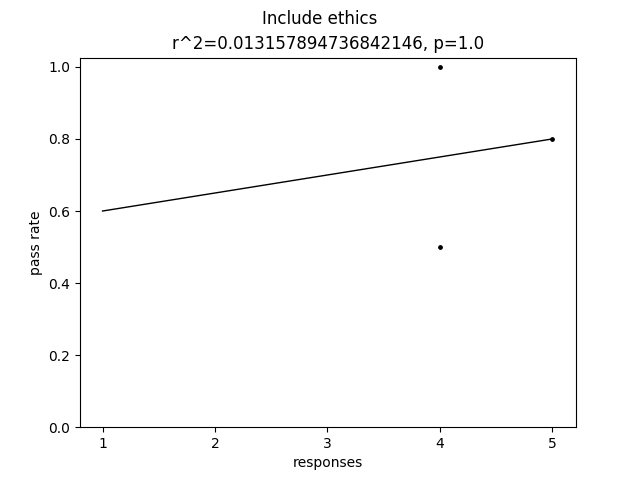 Include ethics
r^2=0.013157894736842146, p=1.0
1.0
0.8
0.6
0.4
0.2
0.0
pass rate
1 2 3 4 5
responses